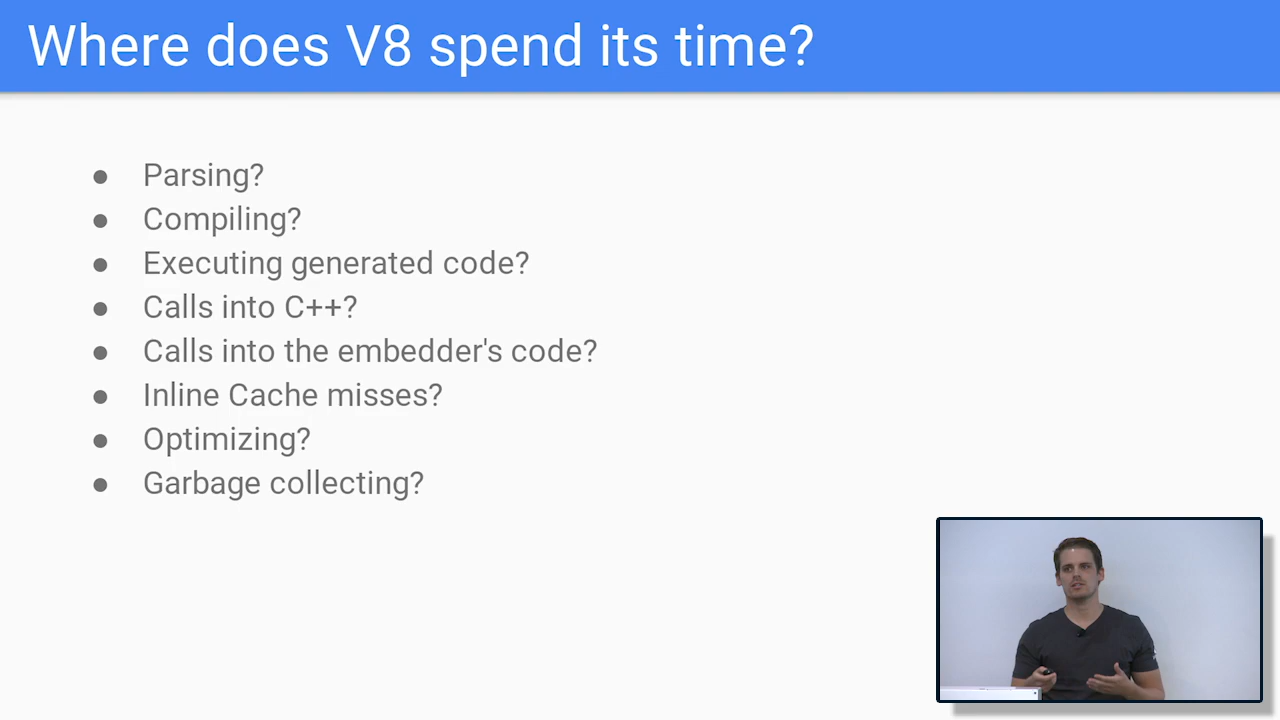 Where does V8 spend its time?
● Parsing?
● Compiling?
● Executing generated code?
● Calls into C++?
● Calls into the embedder's code?
● Inline Cache misses?
● Optimizing?
● Garbage collecting?